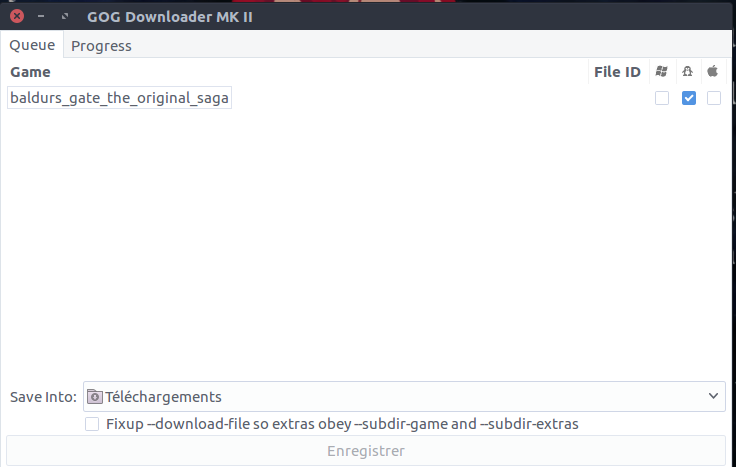 GOG Downloader MK II
Queue Progress
Game File ID
baldurs_gate_the_original_saga
Save Into: Téléchargements
Fixup --download-file so extras obey --subdir-game and --subdir-extras
Enregistrer